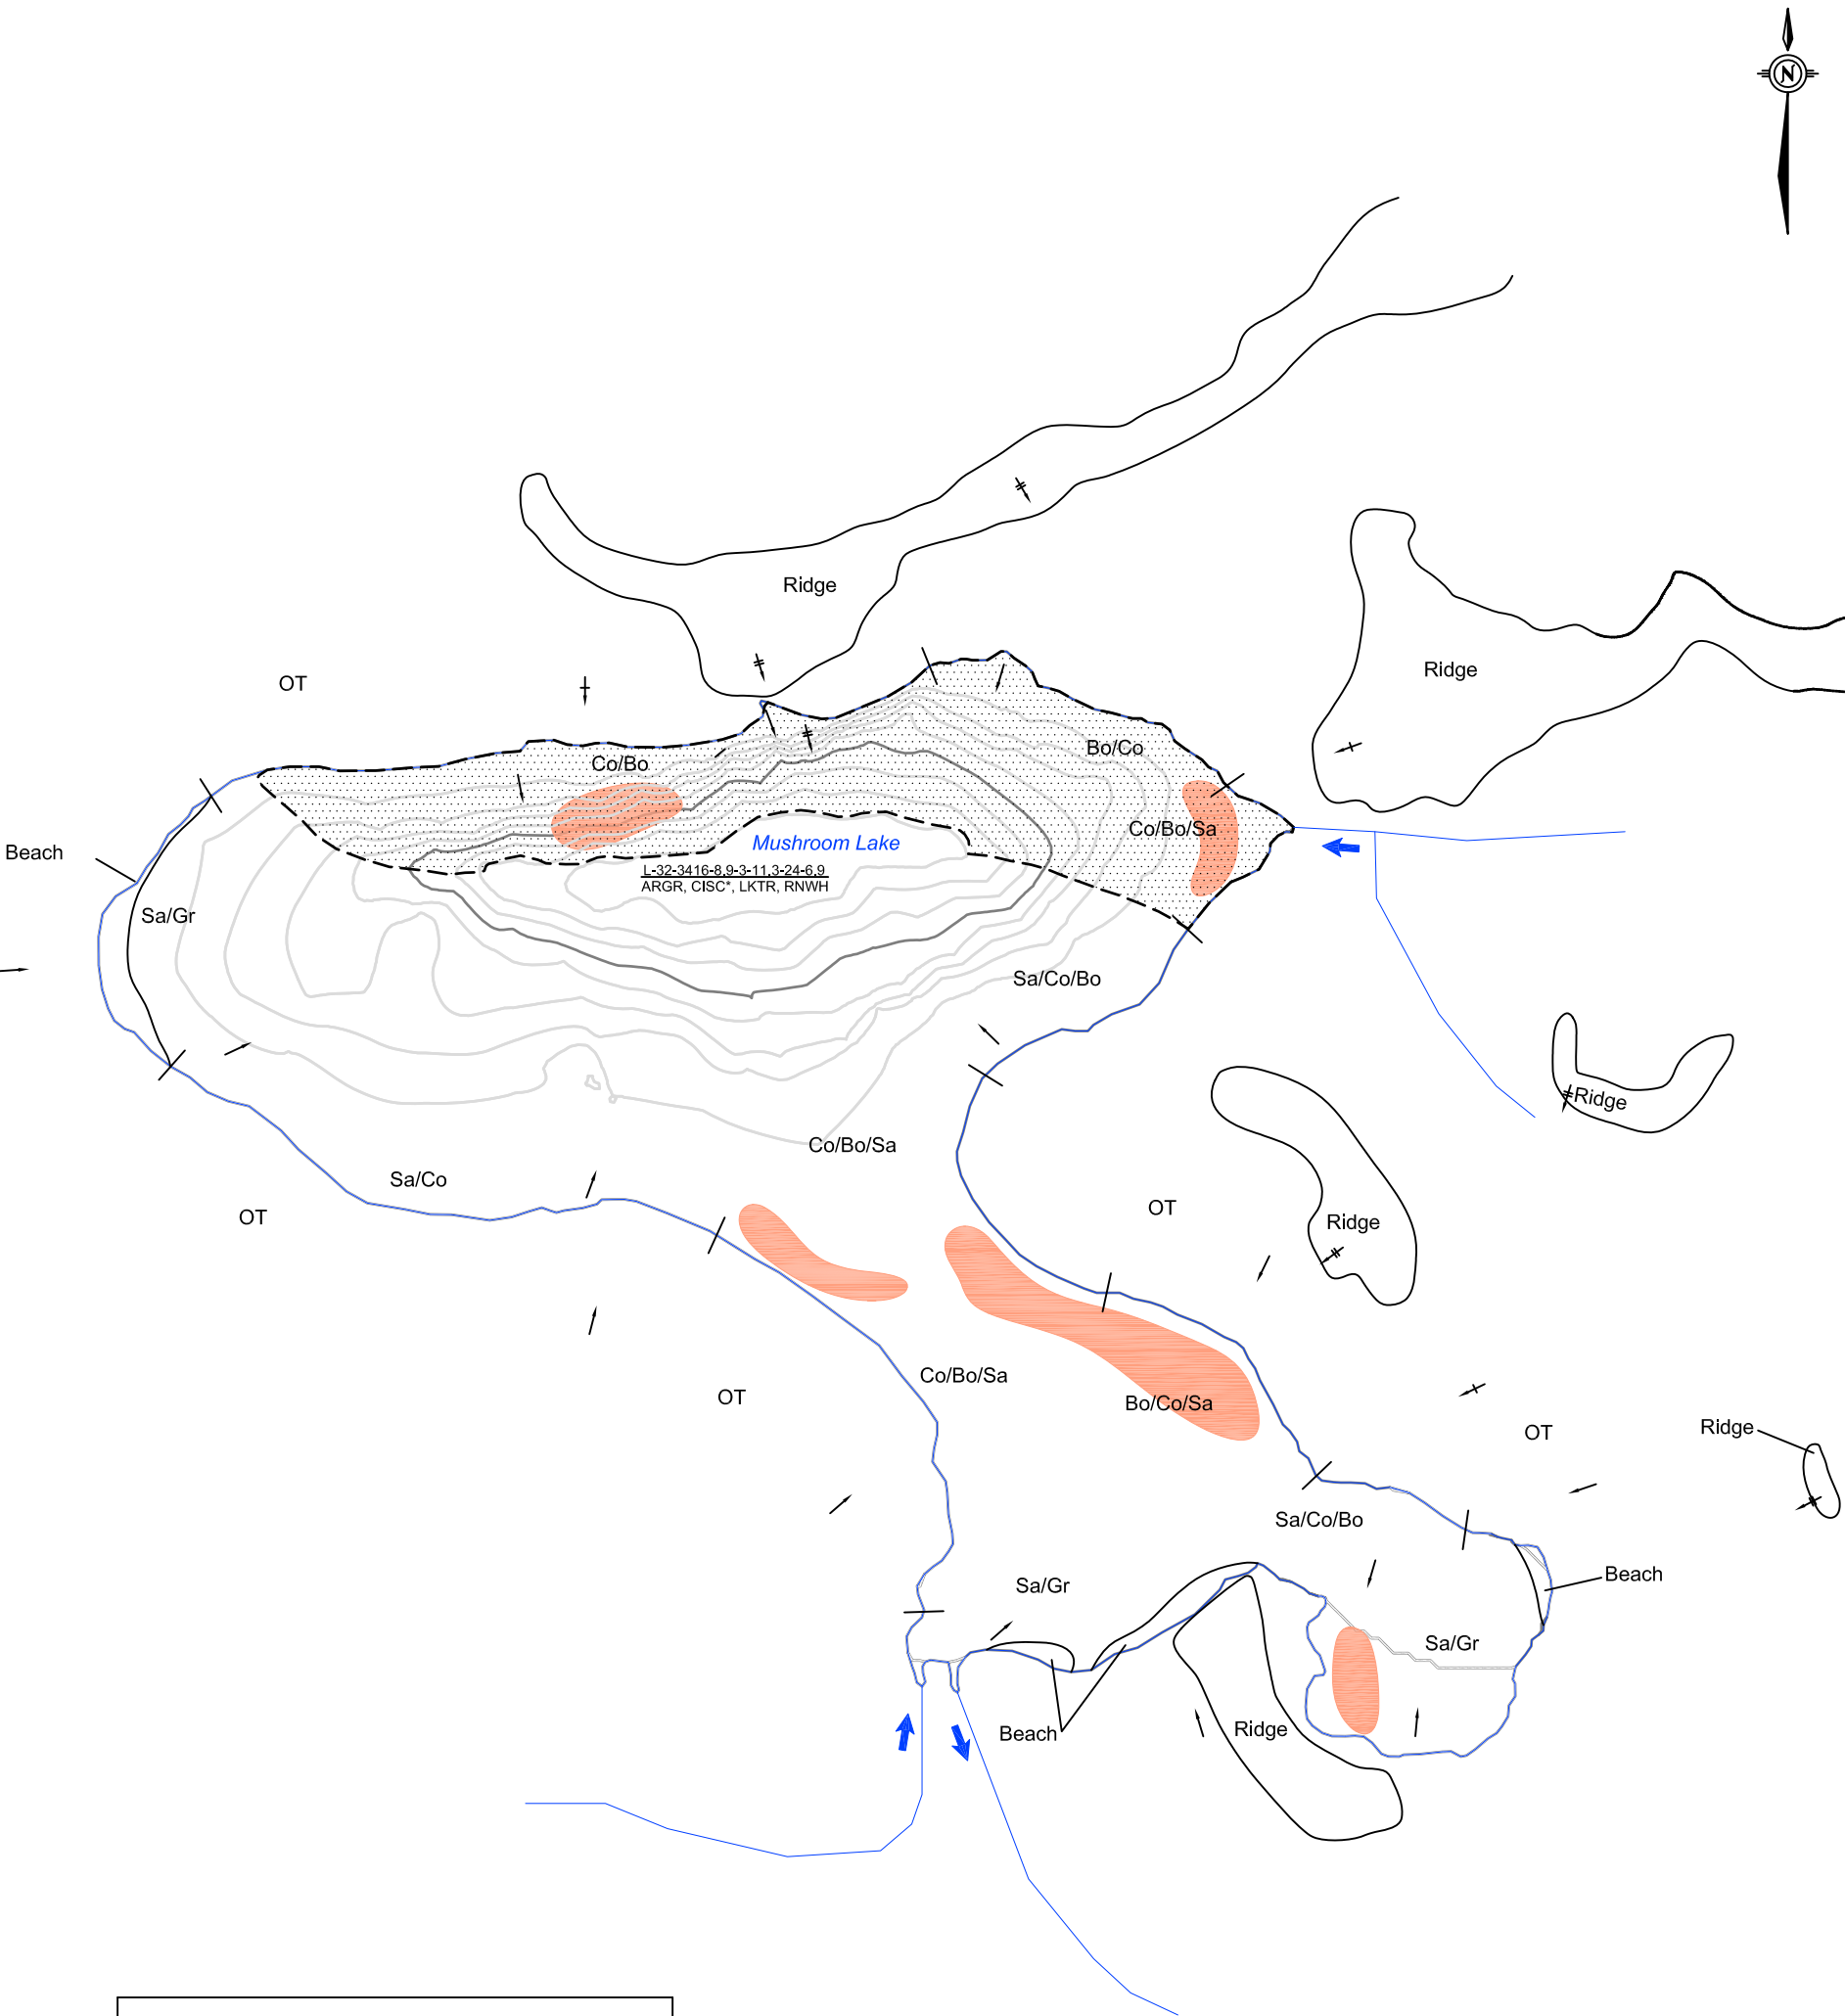 N
Ridge
Ridge
OT
Bo/Co
Co/Bo
Co/Bo/Sa
Mushroom Lake
Beach
L-32-3416-8.9-3-11.3-24-6.9
ARGR, CISC*, LKTR, RNWH
Sa/Gr
Sa/Co/Bo
Ridge
Co/Bo/Sa
Sa/Co
OT
OT
Ridge
Co/Bo/Sa
OT
Bo/Co/Sa
Ridge
OT
Sa/Co/Bo
Beach
Sa/Gr
Sa/Gr
Beach
Ridge